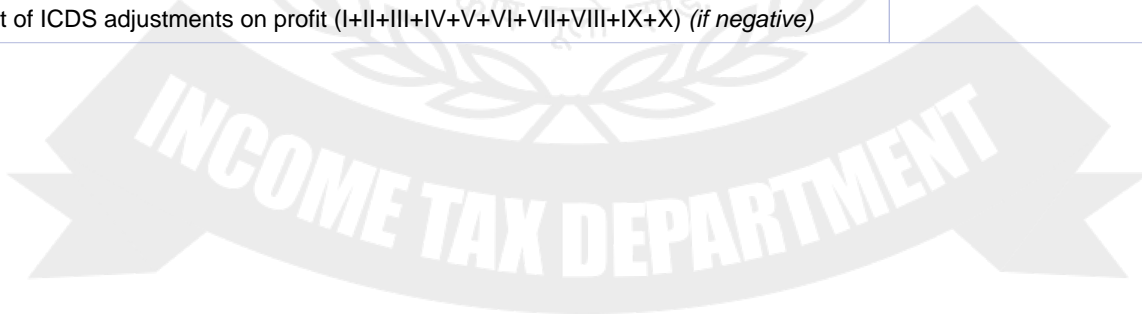 t of ICDS adjustments on profit (I+II+III+IV+V+VI+VII+VIII+IX+X) (if negative)
INCOME TAX DEPARTMENT